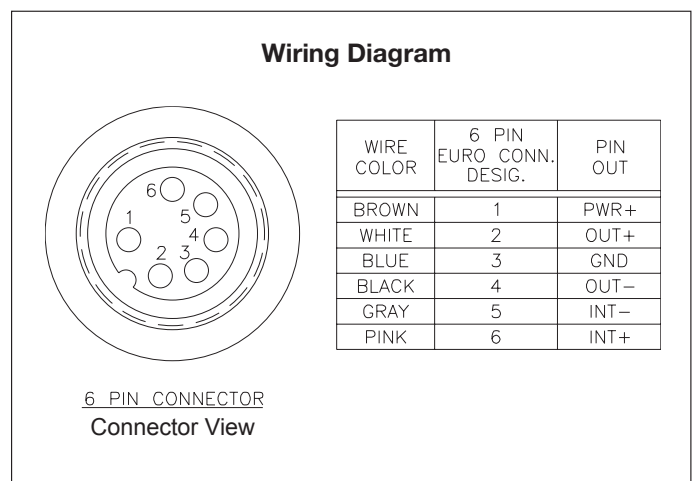 Wiring Diagram
6
5
1
4
2 3
6 PIN CONNECTOR
Connector View
WIRE COLOR | 6 PIN EURO CONN. DESIG. | PIN OUT
BROWN 1 PWR+
WHITE 2 OUT+
BLUE 3 GND
BLACK 4 OUT−
GRAY 5 INT−
PINK 6 INT+